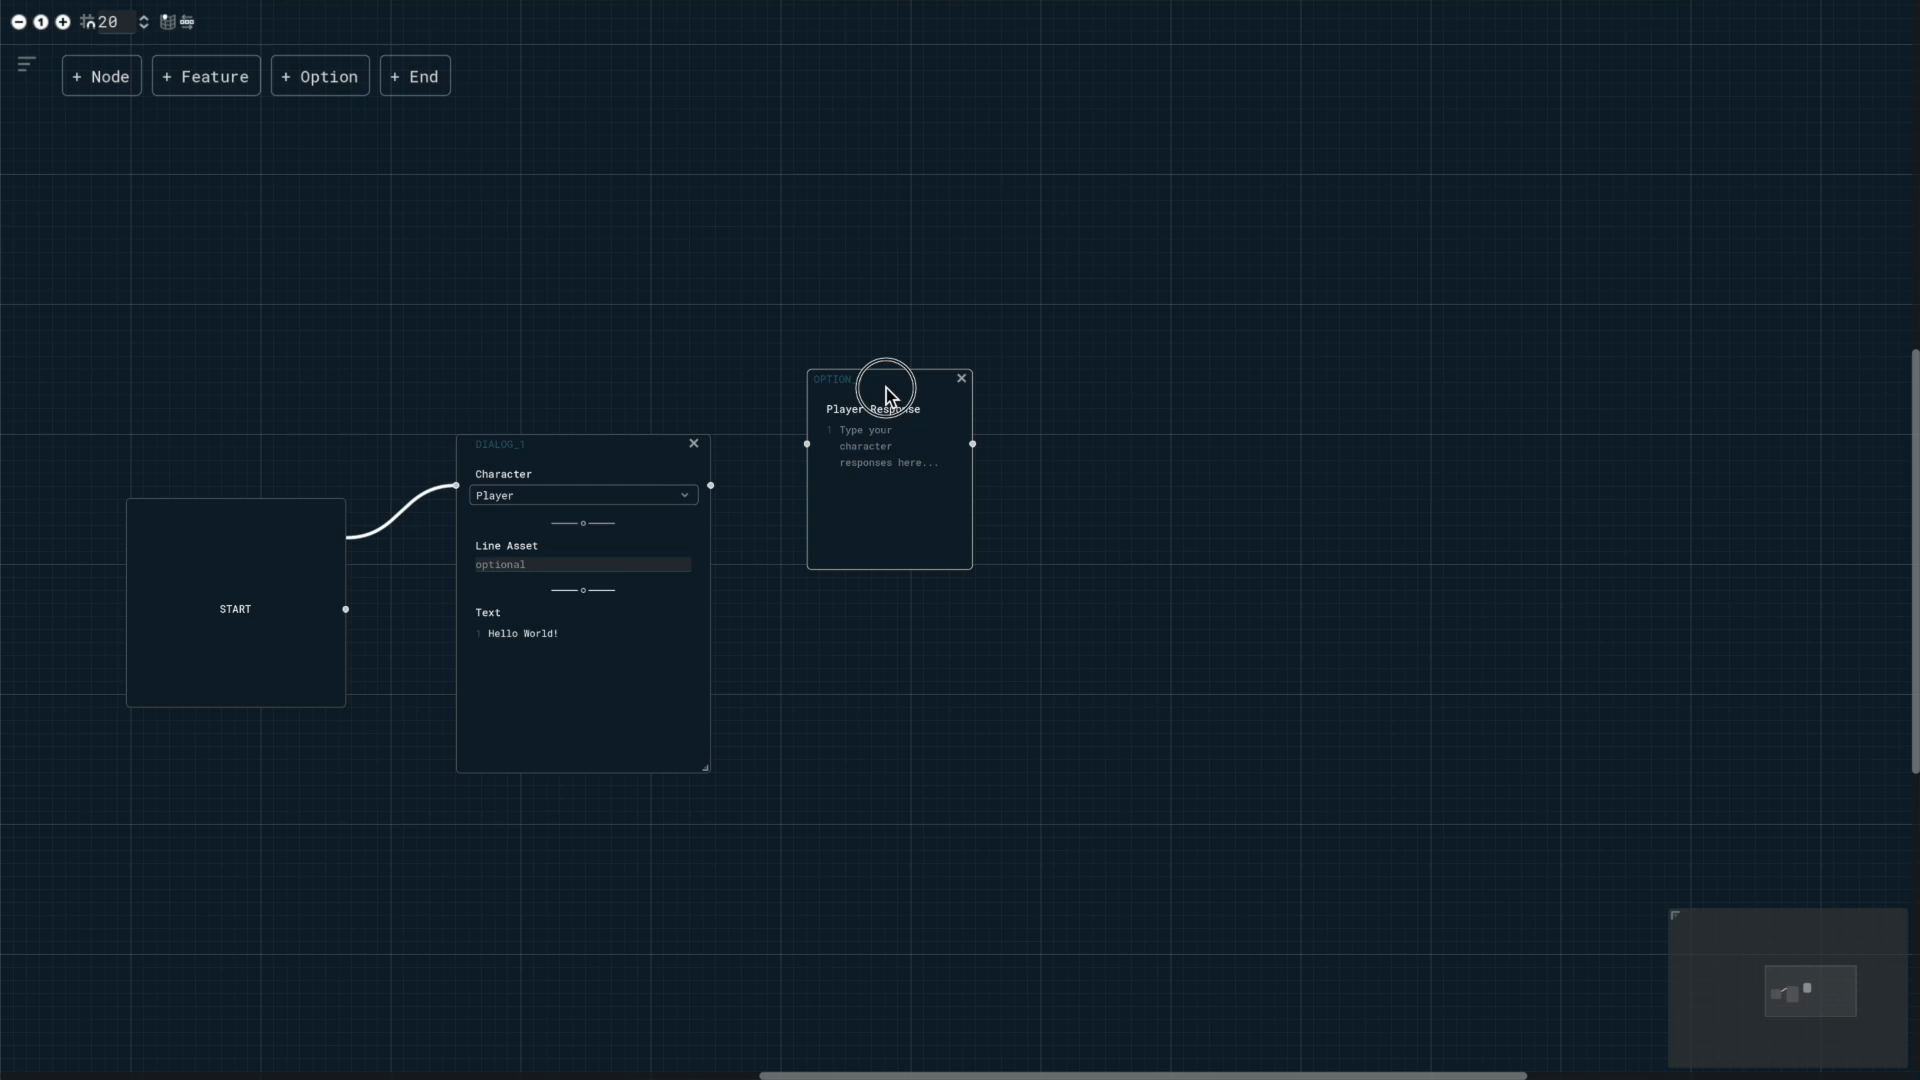 20
+ Node
+ Feature
+ Option
+ End
OPTION
Player Response
1 Type your
character
responses here...
DIALOG_1
Character
Player
Line Asset
optional
Text
1 Hello World!
START